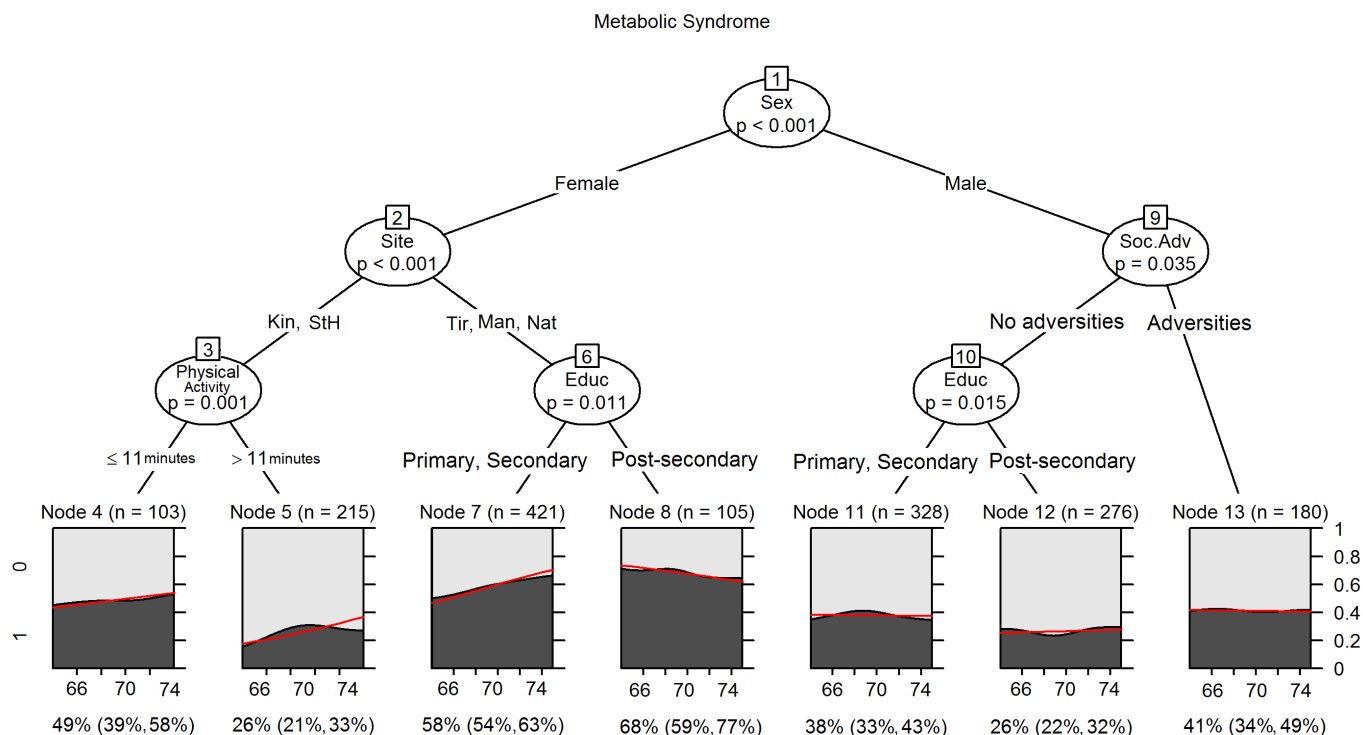 Metabolic Syndrome
1
Sex
p < 0.001
Female
Male
2
Site
p < 0.001
9
Soc.Adv
p = 0.035
Kin, StH
Tir, Man, Nat
No adversities
Adversities
3
Physical
Activity
p = 0.001
6
Educ
p = 0.011
10
Educ
p = 0.015
≤ 11 minutes
> 11 minutes
Primary, Secondary
Post-secondary
Primary, Secondary
Post-secondary
Node 4 (n = 103)
Node 5 (n = 215)
Node 7 (n = 421)
Node 8 (n = 105)
Node 11 (n = 328)
Node 12 (n = 276)
Node 13 (n = 180)
0
1
1
0.8
0.6
0.4
0.2
0
66 70 74
66 70 74
66 70 74
66 70 74
66 70 74
66 70 74
66 70 74
49% (39%, 58%)
26% (21%, 33%)
58% (54%, 63%)
68% (59%, 77%)
38% (33%, 43%)
26% (22%, 32%)
41% (34%, 49%)